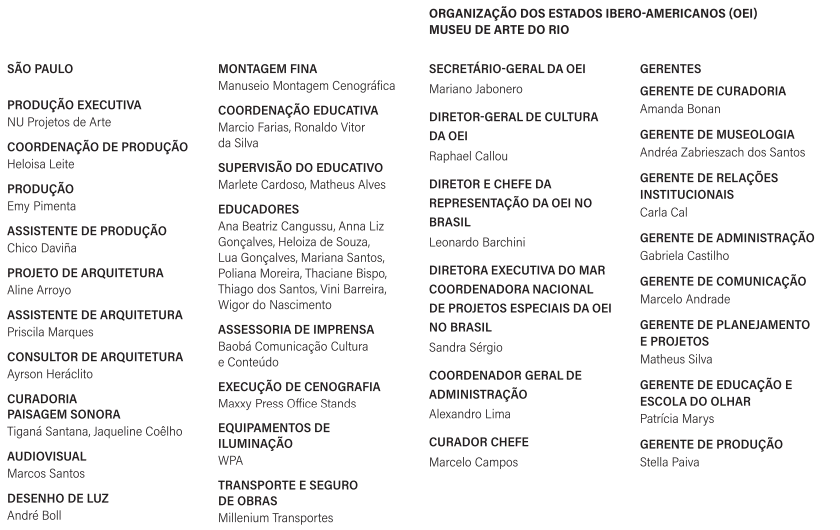 SÃO PAULO
PRODUÇÃO EXECUTIVA
NU Projetos de Arte
COORDENAÇÃO DE PRODUÇÃO
Heloisa Leite
PRODUÇÃO
Emy Pimenta
ASSISTENTE DE PRODUÇÃO
Chico Daviña
PROJETO DE ARQUITETURA
Aline Arroyo
ASSISTENTE DE ARQUITETURA
Priscila Marques
CONSULTOR DE ARQUITETURA
Ayrson Heráclito
CURADORIA
PAISAGEM SONORA
Tiganá Santana, Jaqueline Coêlho
AUDIOVISUAL
Marcos Santos
DESENHO DE LUZ
André Boll
MONTAGEM FINA
Manuseio Montagem Cenográfica
COORDENAÇÃO EDUCATIVA
Marcio Farias, Ronaldo Vitor
da Silva
SUPERVISÃO DO EDUCATIVO
Marlete Cardoso, Matheus Alves
EDUCADORES
Ana Beatriz Cangussu, Anna Liz
Gonçalves, Heloiza de Souza,
Lua Gonçalves, Mariana Santos,
Poliana Moreira, Thaciane Bispo,
Thiago dos Santos, Vini Barreira,
Wigor do Nascimento
ASSESSORIA DE IMPRENSA
Baobá Comunicação Cultura
e Conteúdo
EXECUÇÃO DE CENOGRAFIA
Maxxy Press Office Stands
EQUIPAMENTOS DE
ILUMINAÇÃO
WPA
TRANSPORTE E SEGURO
DE OBRAS
Millenium Transportes
ORGANIZAÇÃO DOS ESTADOS IBERO-AMERICANOS (OEI)
MUSEU DE ARTE DO RIO
SECRETÁRIO-GERAL DA OEI
Mariano Jabonero
DIRETOR-GERAL DE CULTURA
DA OEI
Raphael Callou
DIRETOR E CHEFE DA
REPRESENTAÇÃO DA OEI NO
BRASIL
Leonardo Barchini
DIRETORA EXECUTIVA DO MAR
COORDENADORA NACIONAL
DE PROJETOS ESPECIAIS DA OEI
NO BRASIL
Sandra Sérgio
COORDENADOR GERAL DE
ADMINISTRAÇÃO
Alexandro Lima
CURADOR CHEFE
Marcelo Campos
GERENTES
GERENTE DE CURADORIA
Amanda Bonan
GERENTE DE MUSEOLOGIA
Andréa Zabrieszach dos Santos
GERENTE DE RELAÇÕES
INSTITUCIONAIS
Carla Cal
GERENTE DE ADMINISTRAÇÃO
Gabriela Castilho
GERENTE DE COMUNICAÇÃO
Marcelo Andrade
GERENTE DE PLANEJAMENTO
E PROJETOS
Matheus Silva
GERENTE DE EDUCAÇÃO E
ESCOLA DO OLHAR
Patrícia Marys
GERENTE DE PRODUÇÃO
Stella Paiva